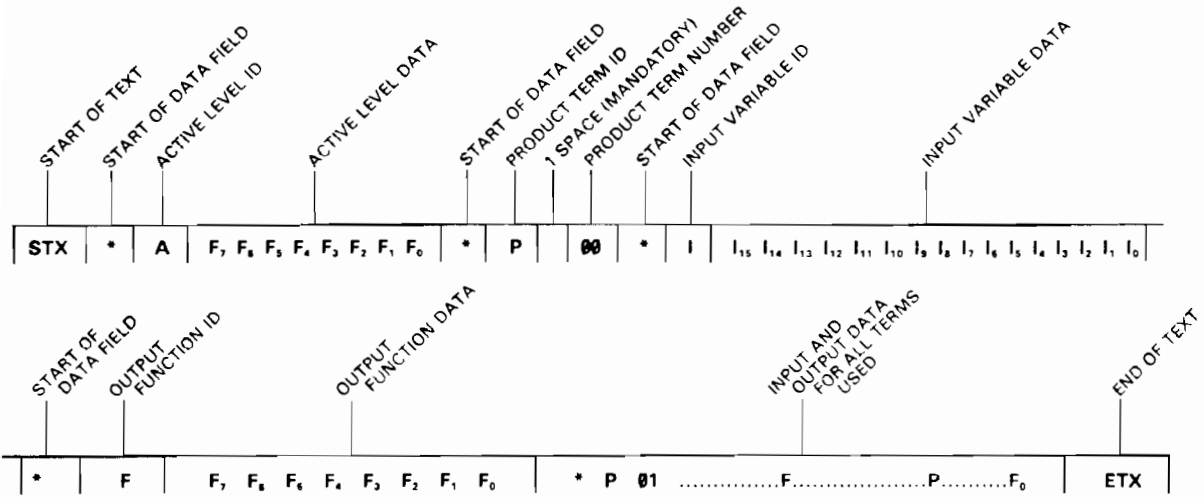 START OF TEXT
START OF DATA FIELD
ACTIVE LEVEL ID
ACTIVE LEVEL DATA
START OF DATA FIELD
PRODUCT TERM ID
1 SPACE (MANDATORY)
PRODUCT TERM NUMBER
START OF DATA FIELD
INPUT VARIABLE ID
INPUT VARIABLE DATA
STX * A F₇ F₆ F₅ F₄ F₃ F₂ F₁ F₀ * P 00 * I I₁₅ I₁₄ I₁₃ I₁₂ I₁₁ I₁₀ I₉ I₈ I₇ I₆ I₅ I₄ I₃ I₂ I₁ I₀
START OF
DATA FIELD
OUTPUT
FUNCTION ID
OUTPUT
FUNCTION DATA
INPUT AND
OUTPUT DATA
FOR ALL TERMS
USED
END OF TEXT
* F F₇ F₆ F₅ F₄ F₃ F₂ F₁ F₀ * P 01 .............F.................P..........F₀ ETX